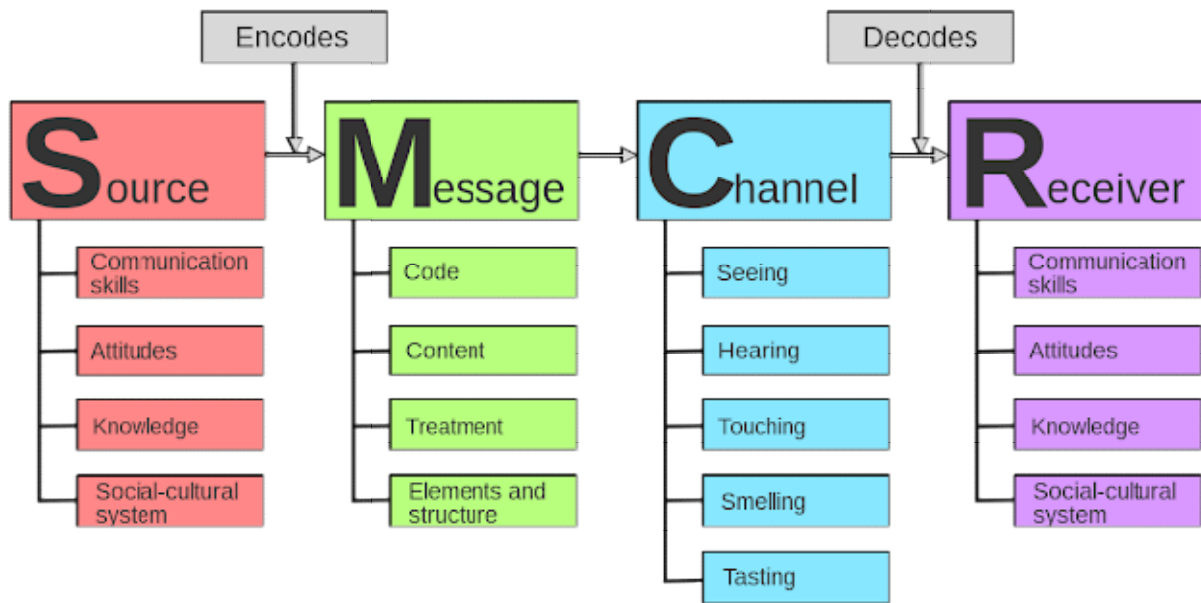 Encodes
Decodes
Source
Message
Channel
Receiver
Communication
skills
Attitudes
Knowledge
Social-cultural
system
Code
Content
Treatment
Elements and
structure
Seeing
Hearing
Touching
Smelling
Tasting
Communication
skills
Attitudes
Knowledge
Social-cultural
system